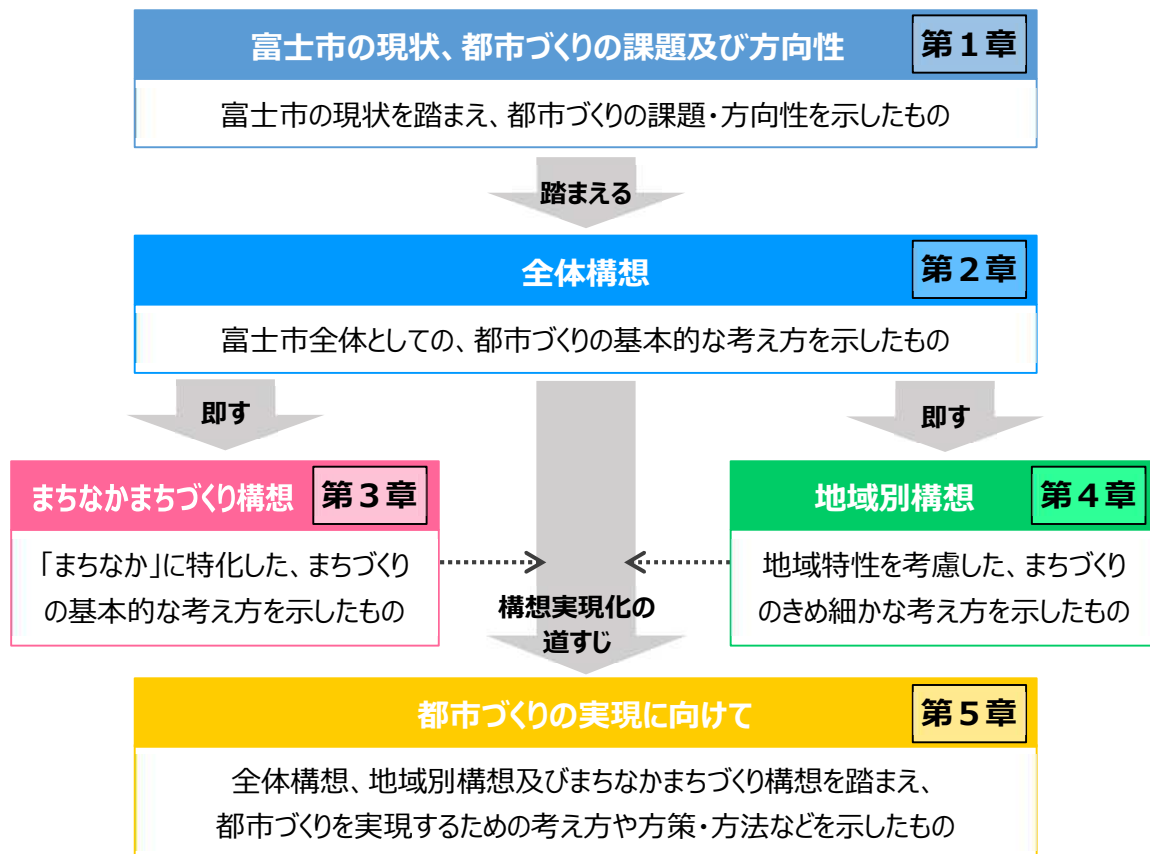 富士市の現状、都市づくりの課題及び方向性
第1章
富士市の現状を踏まえ、都市づくりの課題・方向性を示したもの
踏まえる
全体構想
第2章
富士市全体としての、都市づくりの基本的な考え方を示したもの
即す
即す
まちなかまちづくり構想
第3章
「まちなか」に特化した、まちづくり
の基本的な考え方を示したもの
地域別構想
第4章
地域特性を考慮した、まちづくり
のきめ細かな考え方を示したもの
構想実現化の
道すじ
都市づくりの実現に向けて
第5章
全体構想、地域別構想及びまちなかまちづくり構想を踏まえ、
都市づくりを実現するための考え方や方策・方法などを示したもの